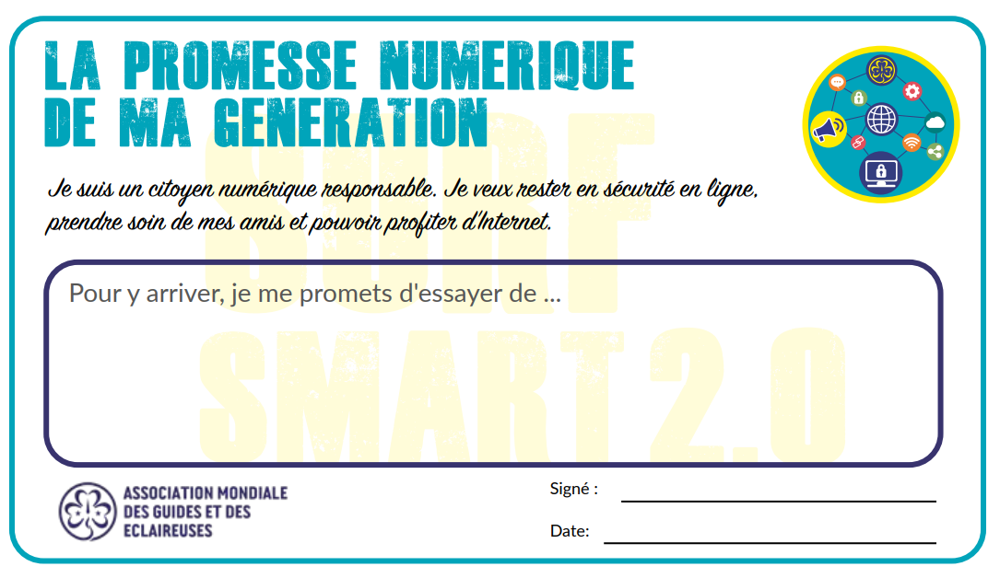 LA PROMESSE NUMERIQUE
DE MA GENERATION
Je suis un citoyen numérique responsable. Je veux rester en sécurité en ligne,
prendre soin de mes amis et pouvoir profiter d'Internet.
Pour y arriver, je me promets d'essayer de ...
SURF
SMART 2.0
ASSOCIATION MONDIALE
DES GUIDES ET DES
ECLAIREUSES
Signé :
Date: